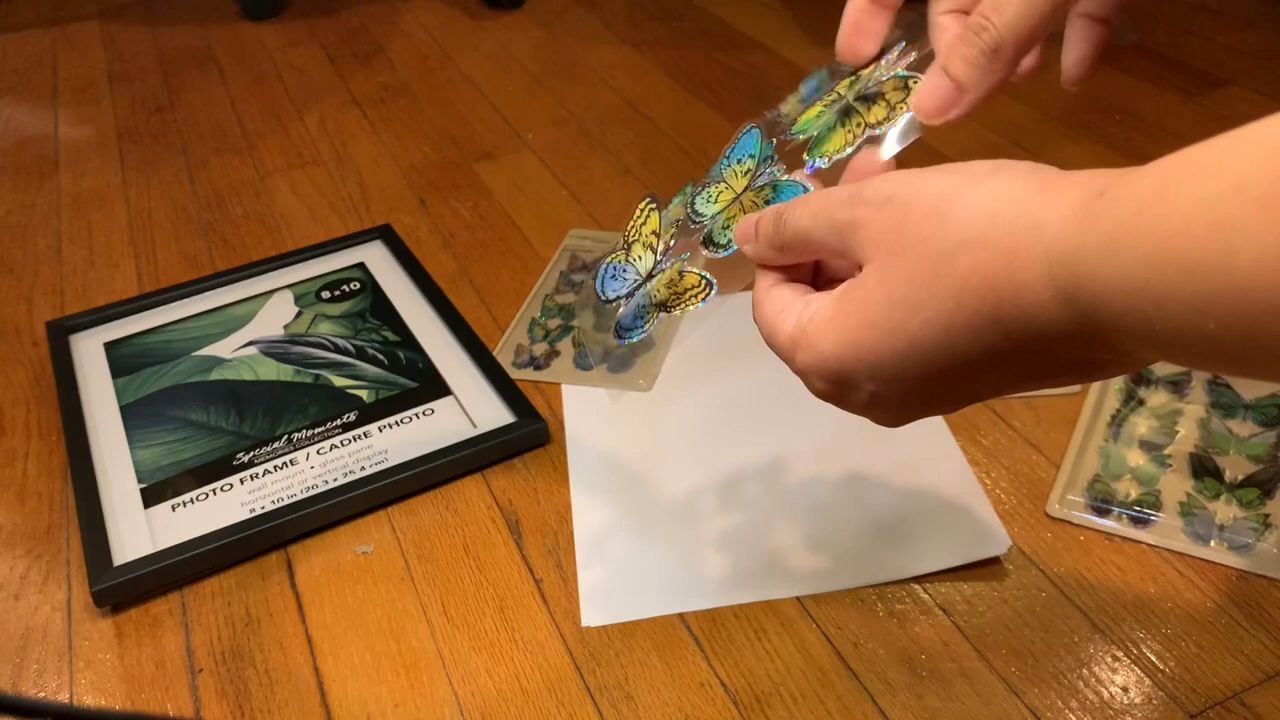 8x10
Special Moments
MEMORIES COLLECTION
PHOTO FRAME / CADRE PHOTO
wall mount • glass pane
horizontal or vertical display
8 x 10 in (20.3 x 25.4 cm)